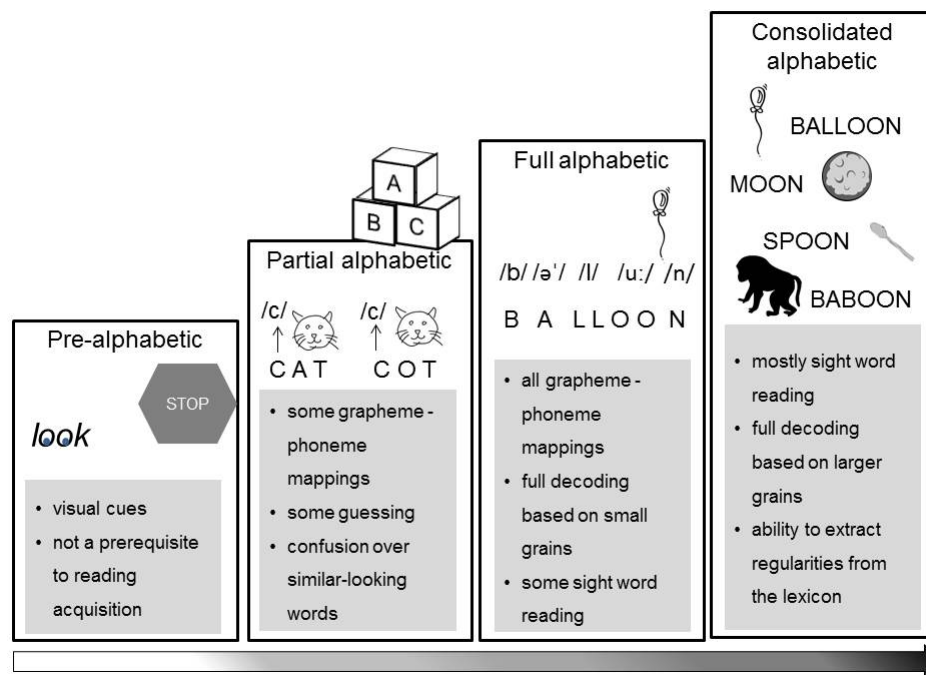 Pre-alphabetic
look
STOP
• visual cues
• not a prerequisite
to reading
acquisition
A
B C
Partial alphabetic
/c/ /c/
C A T C O T
• some grapheme -
phoneme
mappings
• some guessing
• confusion over
similar-looking
words
Full alphabetic
/b/ /əˈ/ /l/ /u:/ /n/
B A L L O O N
• all grapheme -
phoneme
mappings
• full decoding
based on small
grains
• some sight word
reading
Consolidated
alphabetic
BALLOON
MOON
SPOON
BABOON
• mostly sight word
reading
• full decoding
based on larger
grains
• ability to extract
regularities from
the lexicon